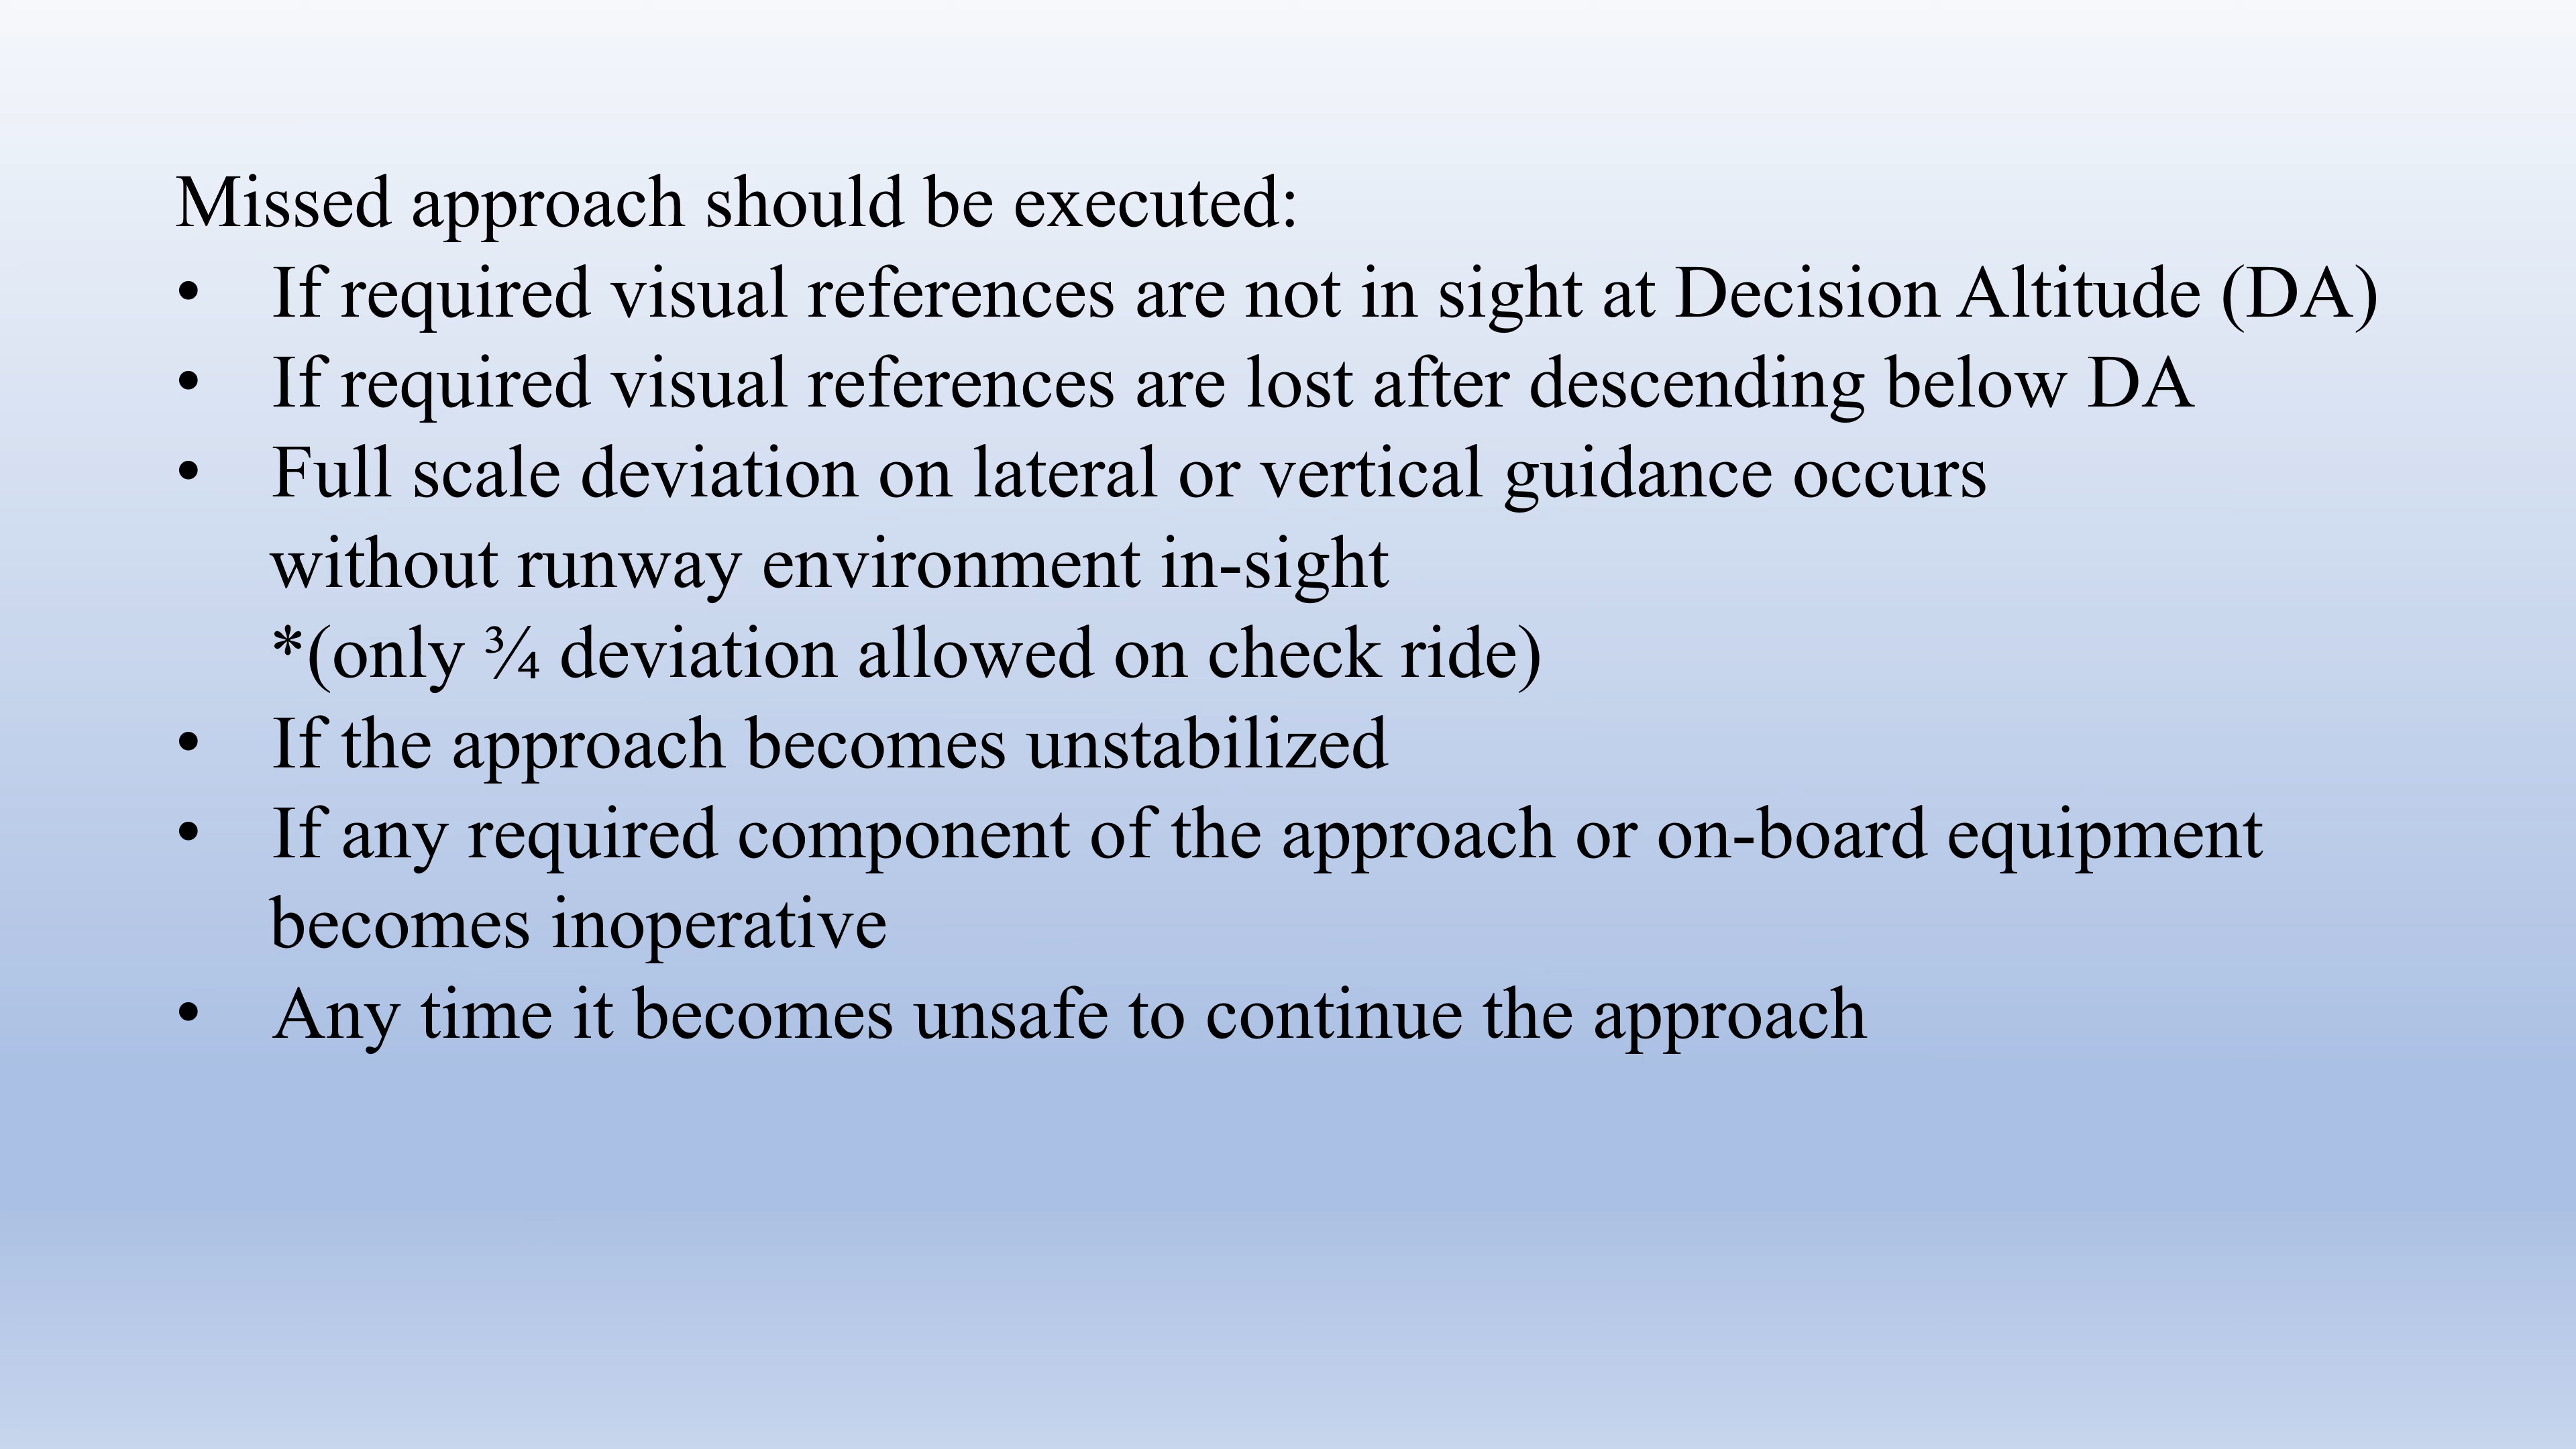 Missed approach should be executed:
• If required visual references are not in sight at Decision Altitude (DA)
• If required visual references are lost after descending below DA
• Full scale deviation on lateral or vertical guidance occurs
without runway environment in-sight
*(only ¾ deviation allowed on check ride)
• If the approach becomes unstabilized
• If any required component of the approach or on-board equipment
becomes inoperative
• Any time it becomes unsafe to continue the approach